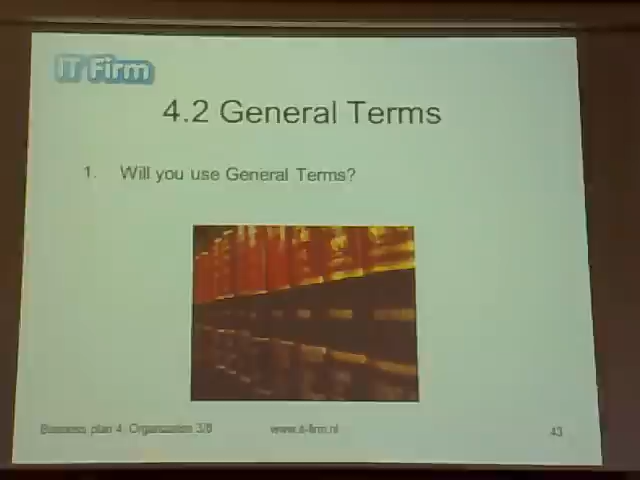 IT Firm
4.2 General Terms
1. Will you use General Terms?
Business plan 4. Organization 3/8
www.it-firm.nl
43